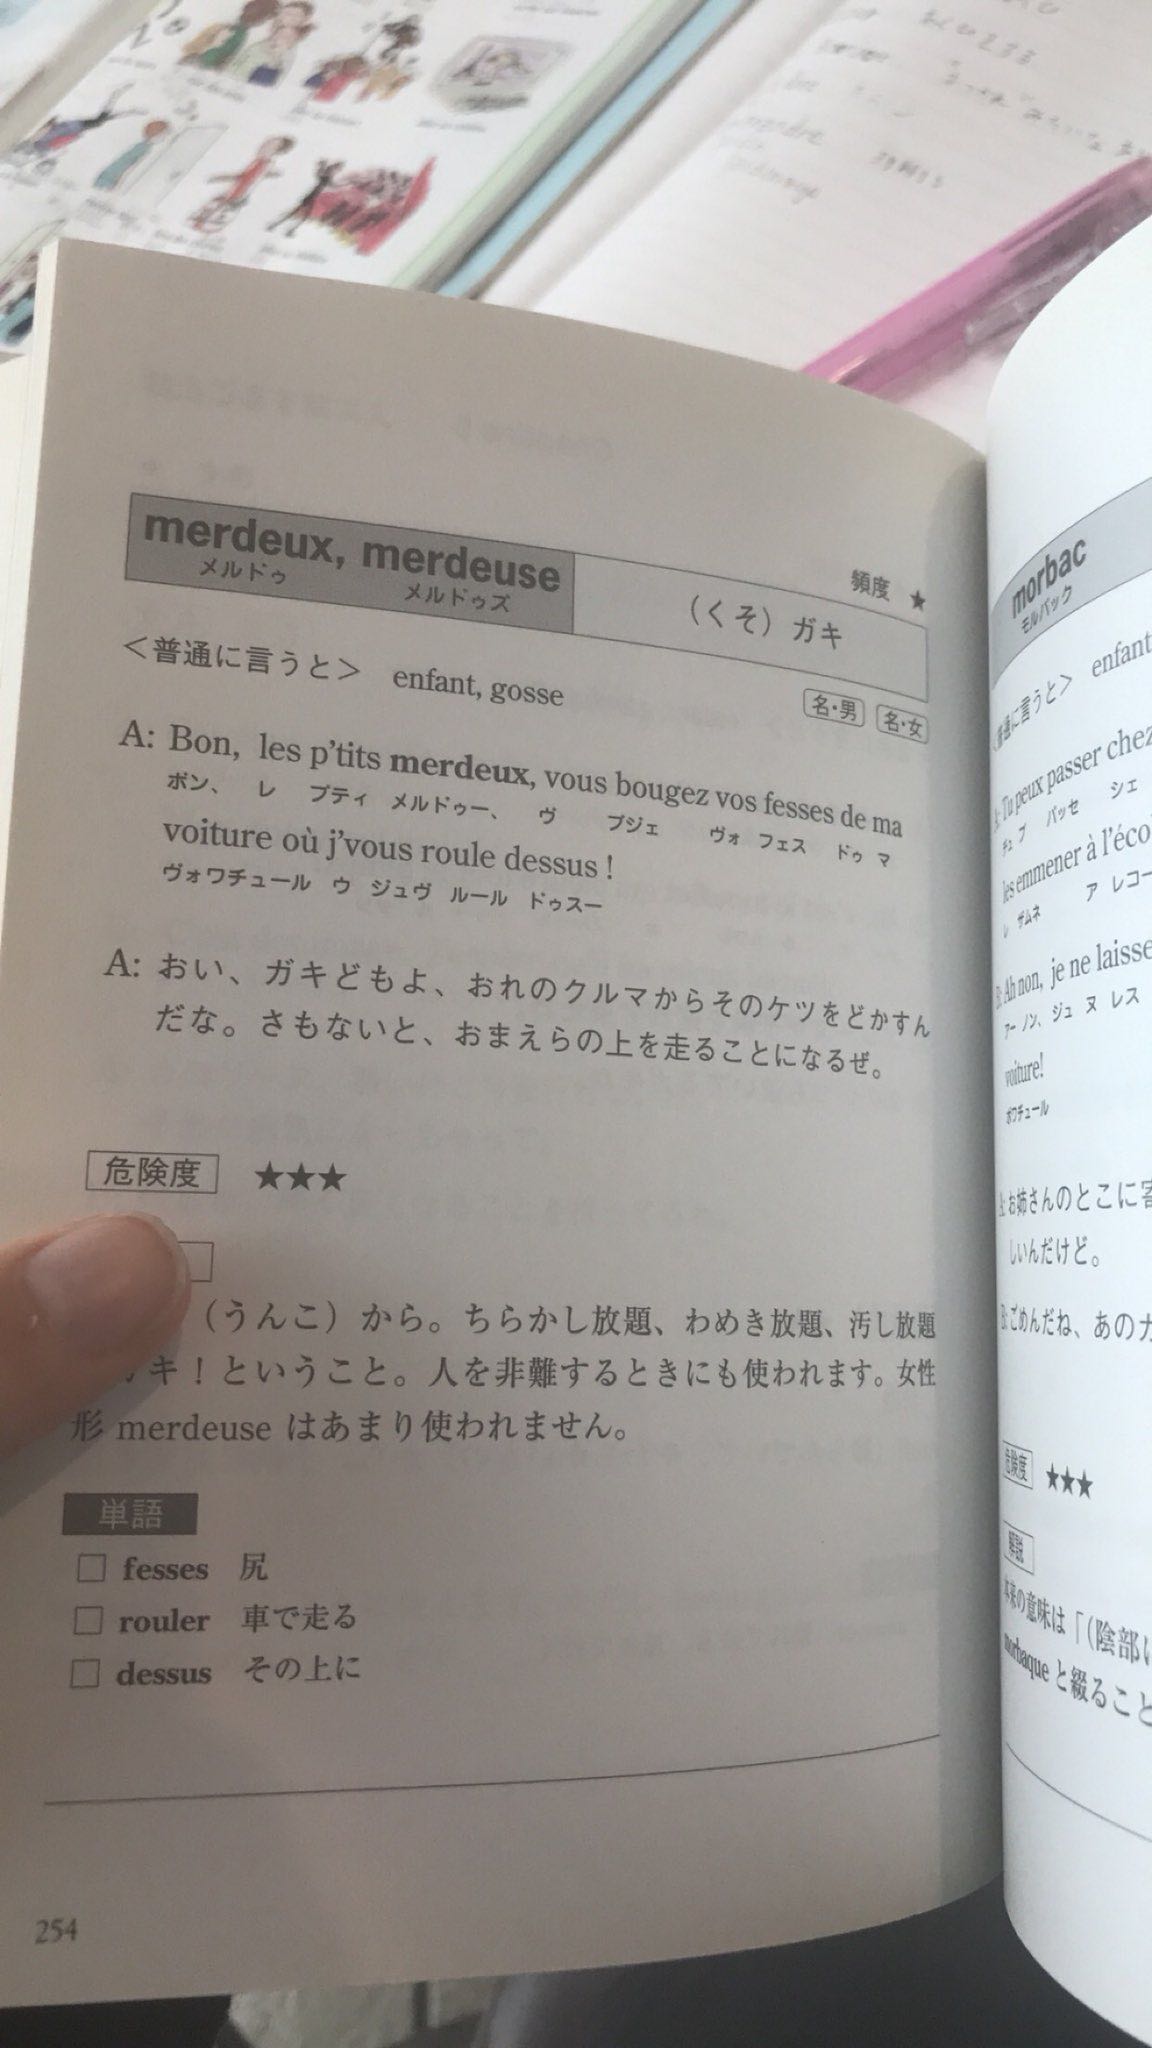 merdeux, merdeuse
メルドゥ メルドゥズ
(くそ) ガキ
頻度 ★
名・男 名・女
<普通に言うと> enfant, gosse
A: Bon, les p'tits merdeux, vous bougez vos fesses de ma
ボン、 レ プティ メルドゥー、 ヴ ブジェ ヴォ フェス ドゥ マ
voiture où j'vous roule dessus !
ヴォワチュール ウ ジュヴ ルール ドゥスー
A: おい、ガキどもよ、おれのクルマからそのケツをどかすん
だな。さもないと、おまえらの上を走ることになるぜ。
危険度 ★★★
(うんこ) から。ちらかし放題、わめき放題、汚し放題
キ！ということ。人を非難するときにも使われます。女性
形 merdeuse はあまり使われません。
単語
□ fesses 尻
□ rouler 車で走る
□ dessus その上に
254
morbac
モルバック
<普通に言うと> enfant
A: Tu peux passer chez
チュ プ パッセ シェ
les emmener à l'éco
レ ザムネ ア レコー
B: Ah non, je ne laisse
アー ノン、 ジュ ヌ レス
voiture!
ボワチュール
A: お姉さんのとこに寄
しいんだけど。
B: ごめんだね、あのガ
危険度 ★★★
解説
本来の意味は「(陰部に
morbaque と綴ること